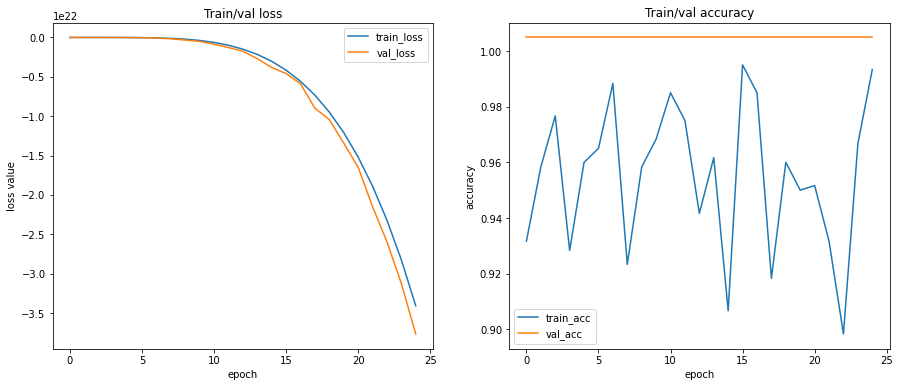 Train/val loss
1e22
train_loss
val_loss
0.0
−0.5
−1.0
−1.5
−2.0
−2.5
−3.0
−3.5
loss value
0
5
10
15
20
25
epoch
Train/val accuracy
1.00
0.98
0.96
0.94
0.92
0.90
accuracy
train_acc
val_acc
0
5
10
15
20
25
epoch